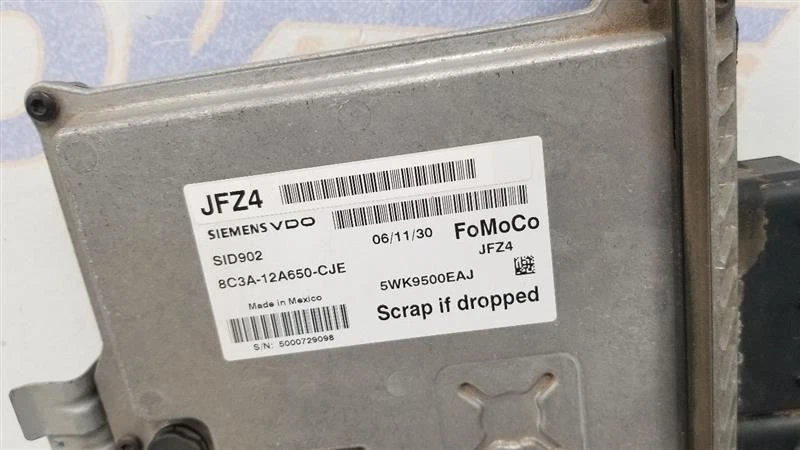 JFZ4
SIEMENS VDO
06/11/30 FoMoCo
SID902
JFZ4
8C3A-12A650-CJE
5WK9500EAJ
Made in Mexico
Scrap if dropped
S/N: 5000729098